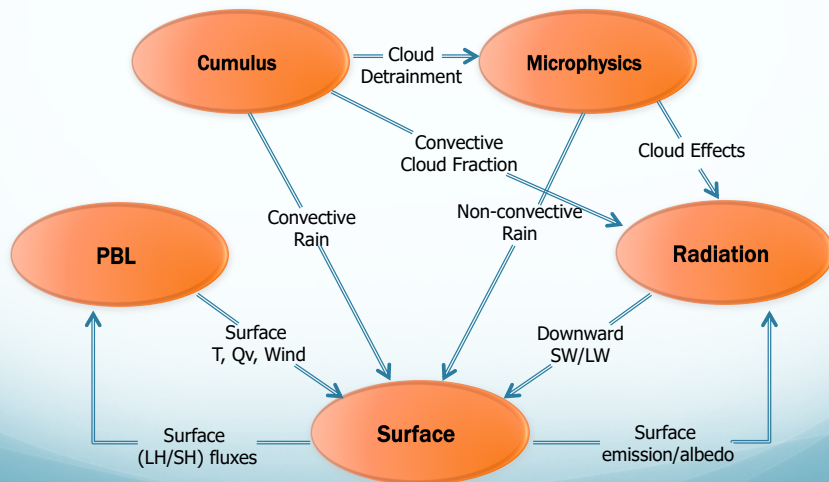 Cumulus
Cloud
Detrainment
Microphysics
Convective
Cloud Fraction
Cloud Effects
Convective
Rain
Non-convective
Rain
PBL
Radiation
Surface
T, Qv, Wind
Downward
SW/LW
Surface
Surface
(LH/SH) fluxes
Surface
emission/albedo